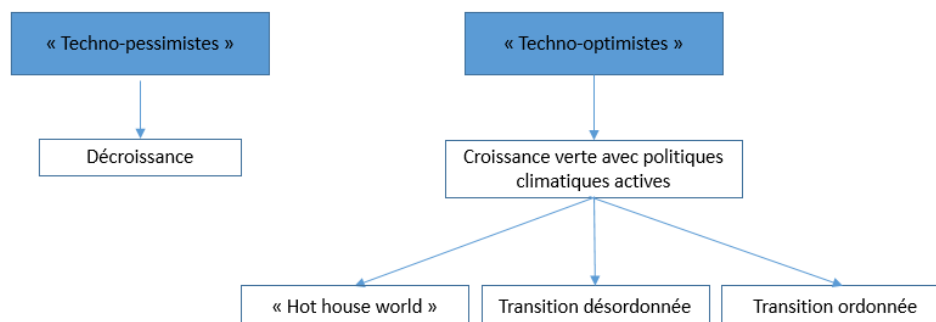 « Techno-pessimistes »
« Techno-optimistes »
Décroissance
Croissance verte avec politiques
climatiques actives
« Hot house world »
Transition désordonnée
Transition ordonnée